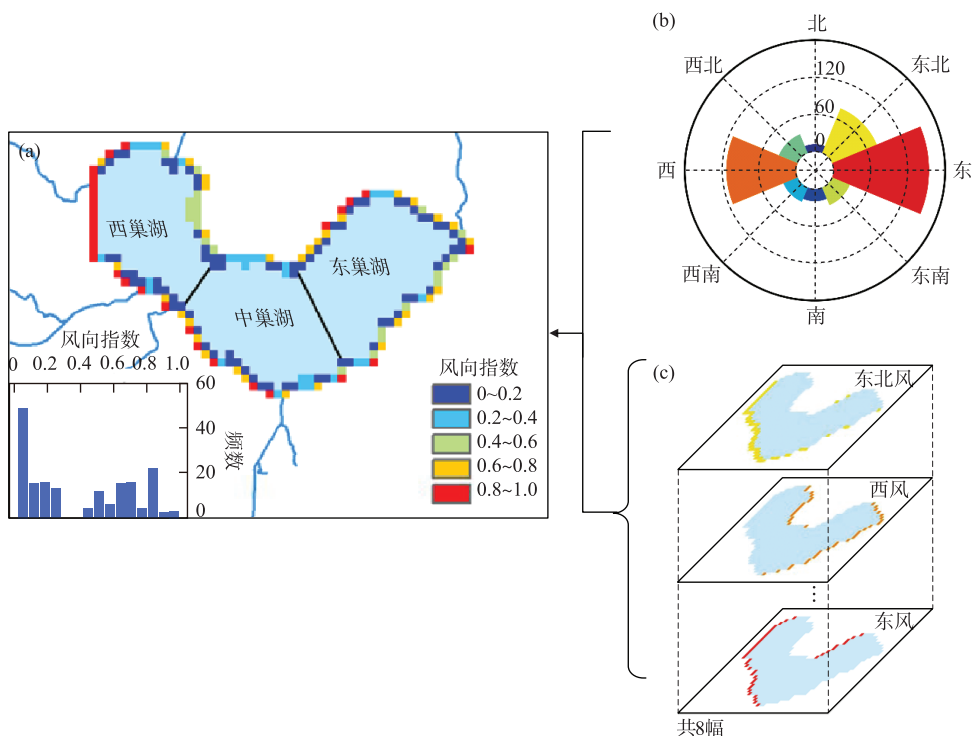 (a)
西巢湖
中巢湖
东巢湖
风向指数
0 0.2 0.4 0.6 0.8 1.0
60
40
20
0
频数
风向指数
0~0.2
0.2~0.4
0.4~0.6
0.6~0.8
0.8~1.0
(b)
北
西北 东北
120
60
0
西 东
西南 东南
南
(c)
东北风
西风
⋮
东风
共8幅